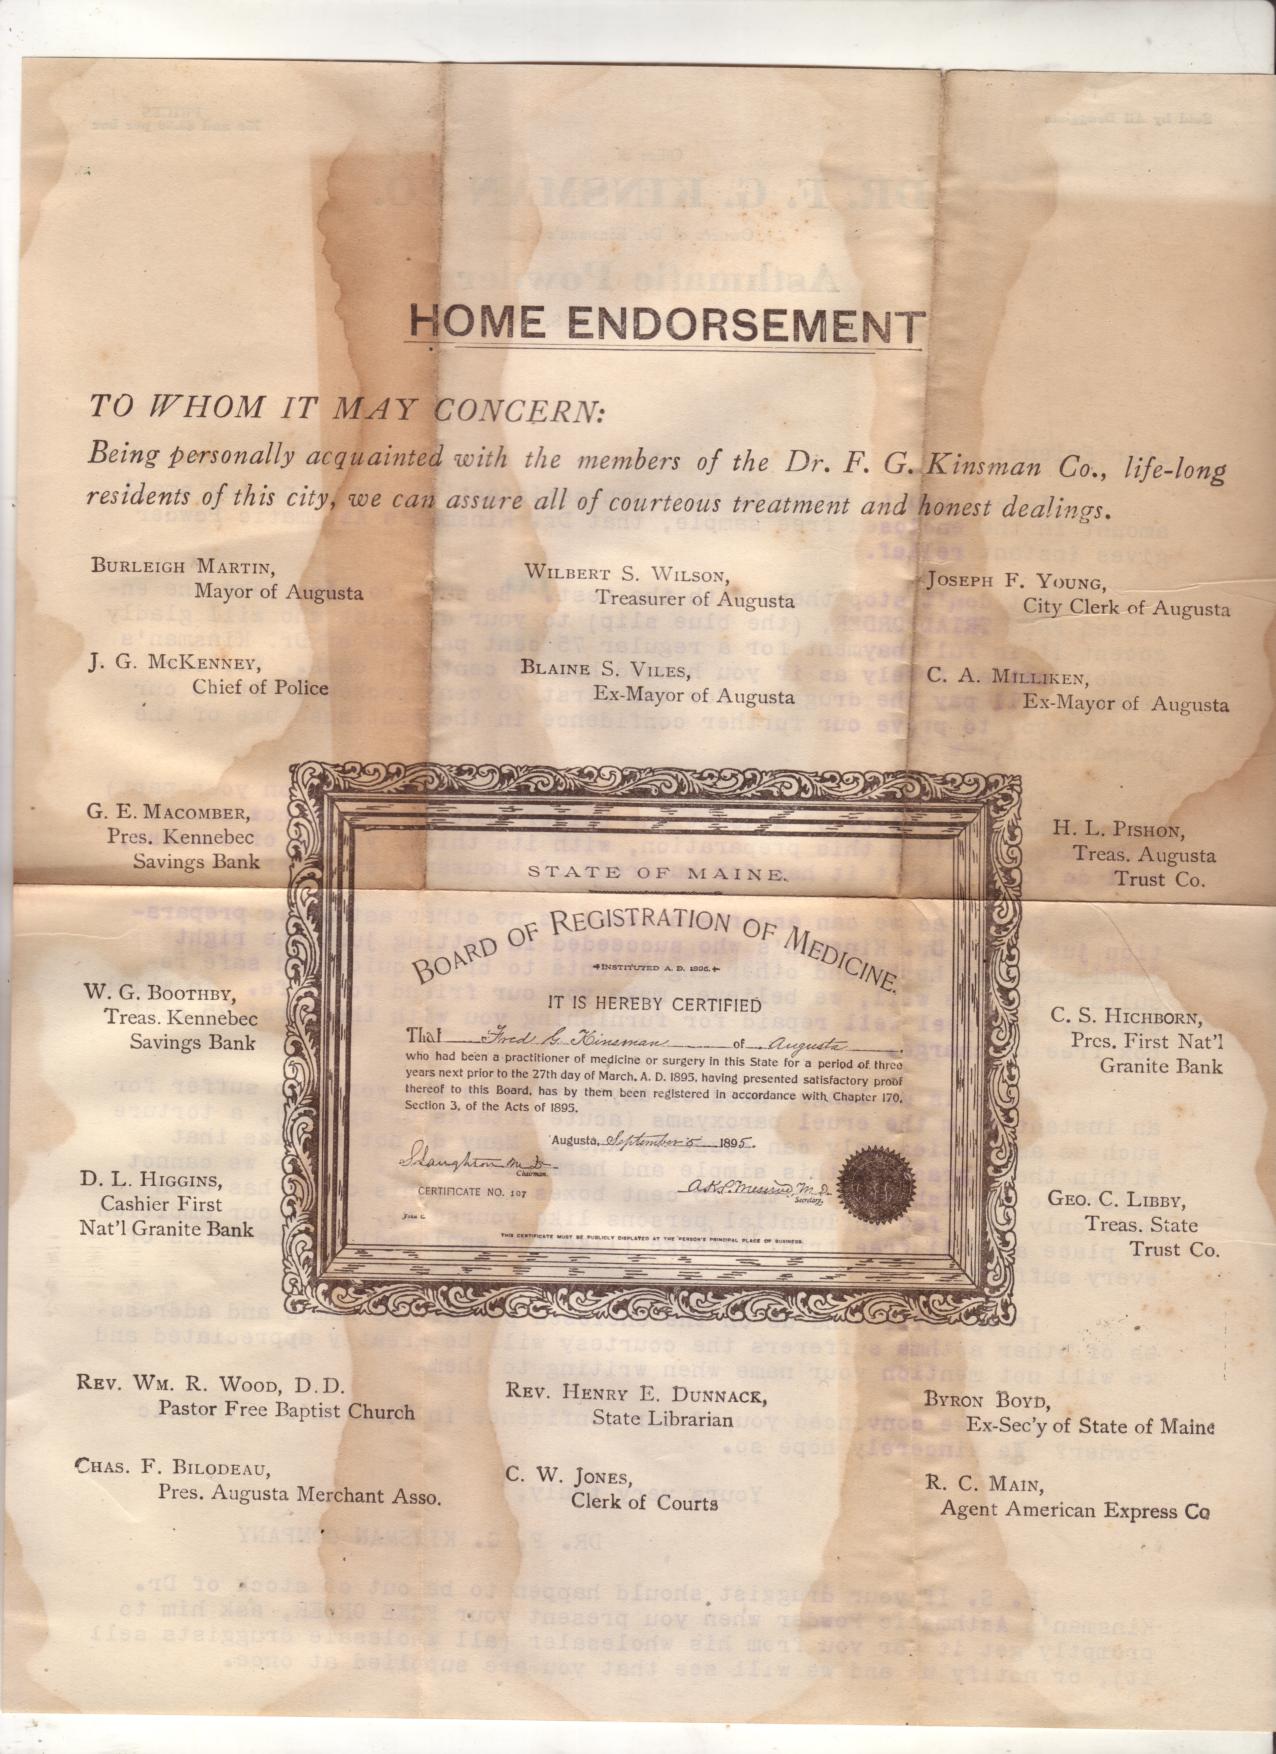 HOME ENDORSEMENT
TO WHOM IT MAY CONCERN:
Being personally acquainted with the members of the Dr. F. G. Kinsman Co., life-long
residents of this city, we can assure all of courteous treatment and honest dealings.
BURLEIGH MARTIN,
Mayor of Augusta
WILBERT S. WILSON,
Treasurer of Augusta
JOSEPH F. YOUNG,
City Clerk of Augusta
J. G. MCKENNEY,
Chief of Police
BLAINE S. VILES,
Ex-Mayor of Augusta
C. A. MILLIKEN,
Ex-Mayor of Augusta
G. E. MACOMBER,
Pres. Kennebec
Savings Bank
H. L. PISHON,
Treas. Augusta
Trust Co.
W. G. BOOTHBY,
Treas. Kennebec
Savings Bank
C. S. HICHBORN,
Pres. First Nat'l
Granite Bank
D. L. HIGGINS,
Cashier First
Nat'l Granite Bank
GEO. C. LIBBY,
Treas. State
Trust Co.
STATE OF MAINE.
BOARD OF REGISTRATION OF MEDICINE.
INSTITUTED A. D. 1895.
IT IS HEREBY CERTIFIED
That Fred G. Kinsman of Augusta
who had been a practitioner of medicine or surgery in this State for a period of three
years next prior to the 27th day of March, A. D. 1895, having presented satisfactory proof
thereof to this Board, has by them been registered in accordance with Chapter 170,
Section 3, of the Acts of 1895.
Augusta, September 5 1895.
Laughton M. D.
Chairman.
CERTIFICATE NO. 107
M. D.
Secretary.
THIS CERTIFICATE MUST BE PUBLICLY DISPLAYED AT THE PERSON'S PRINCIPAL PLACE OF BUSINESS.
REV. WM. R. WOOD, D.D.
Pastor Free Baptist Church
REV. HENRY E. DUNNACK,
State Librarian
BYRON BOYD,
Ex-Sec'y of State of Maine
CHAS. F. BILODEAU,
Pres. Augusta Merchant Asso.
C. W. JONES,
Clerk of Courts
R. C. MAIN,
Agent American Express Co